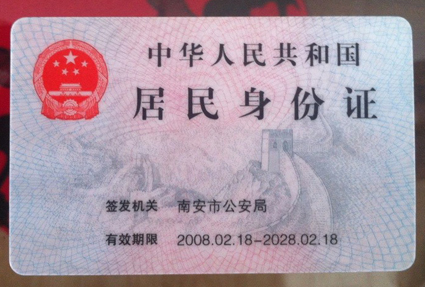 中华人民共和国
居民身份证
签发机关 南安市公安局
有效期限 2008.02.18-2028.02.18